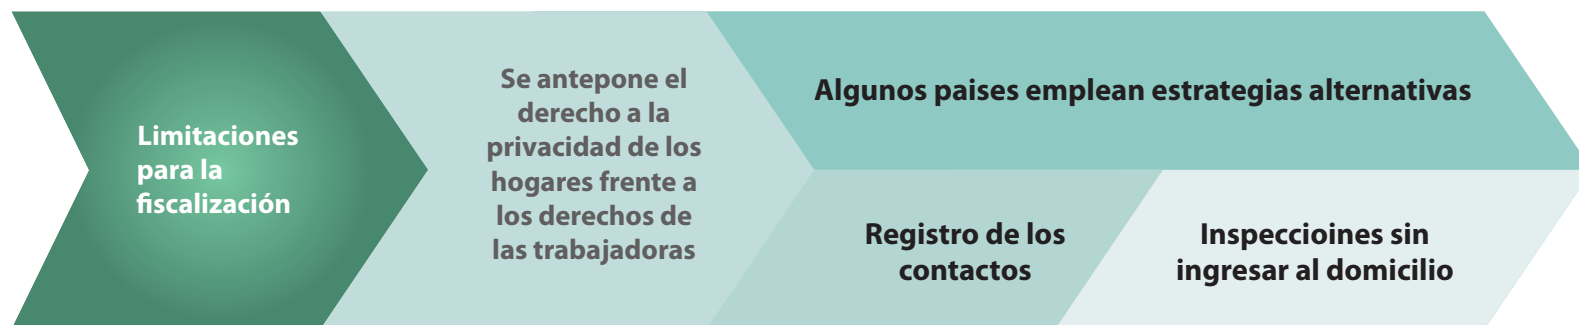 Limitaciones
para la
fiscalización
Se antepone el
derecho a la
privacidad de los
hogares frente a
los derechos de
las trabajadoras
Algunos paises emplean estrategias alternativas
Registro de los
contactos
Inspeccioines sin
ingresar al domicilio